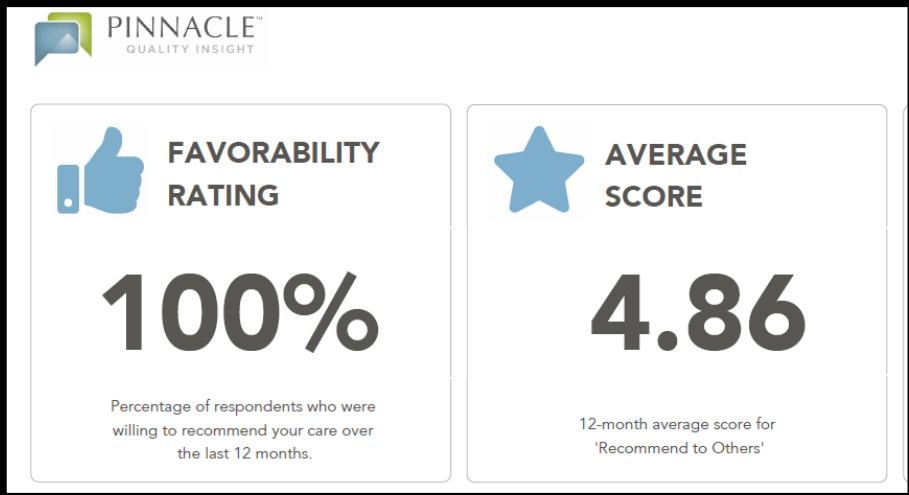 PINNACLE™
QUALITY INSIGHT
FAVORABILITY
RATING
100%
Percentage of respondents who were
willing to recommend your care over
the last 12 months.
AVERAGE
SCORE
4.86
12-month average score for
'Recommend to Others'